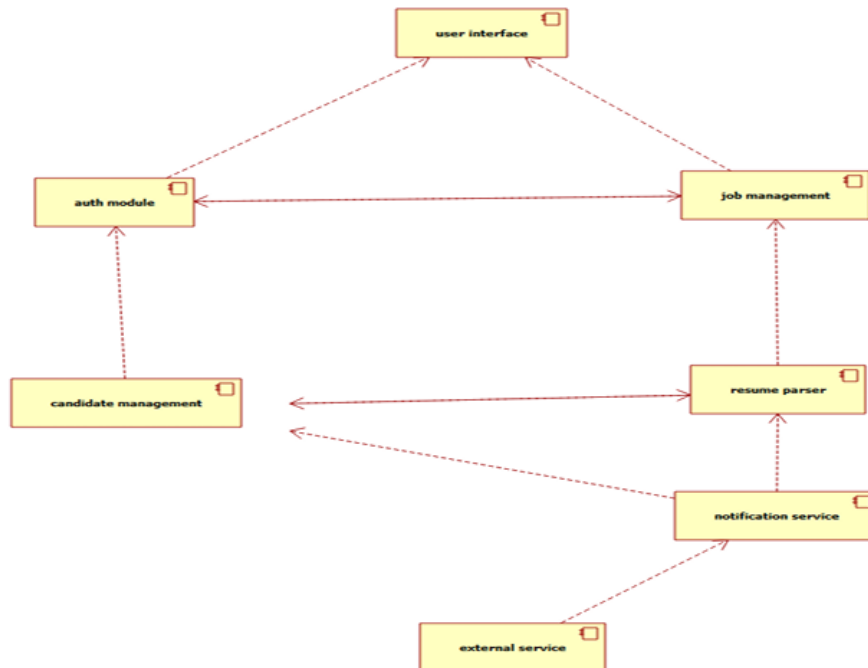 user interface
auth module
job management
candidate management
resume parser
notification service
external service